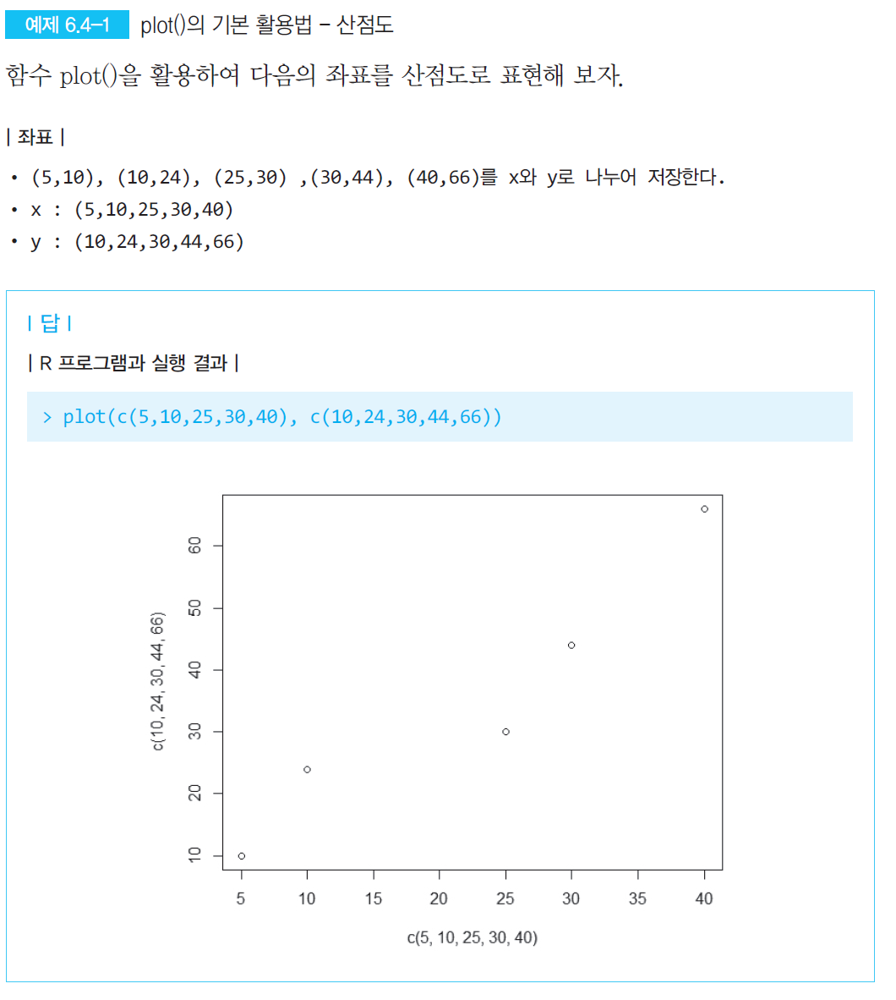 예제 6.4–1 plot()의 기본 활용법 – 산점도
함수 plot()을 활용하여 다음의 좌표를 산점도로 표현해 보자.
| 좌표 |
• (5,10), (10,24), (25,30) ,(30,44), (40,66)를 x와 y로 나누어 저장한다.
• x : (5,10,25,30,40)
• y : (10,24,30,44,66)
| 답 |
| R 프로그램과 실행 결과 |
> plot(c(5,10,25,30,40), c(10,24,30,44,66))
c(10, 24, 30, 44, 66)
60
50
40
30
20
10
5 10 15 20 25 30 35 40
c(5, 10, 25, 30, 40)